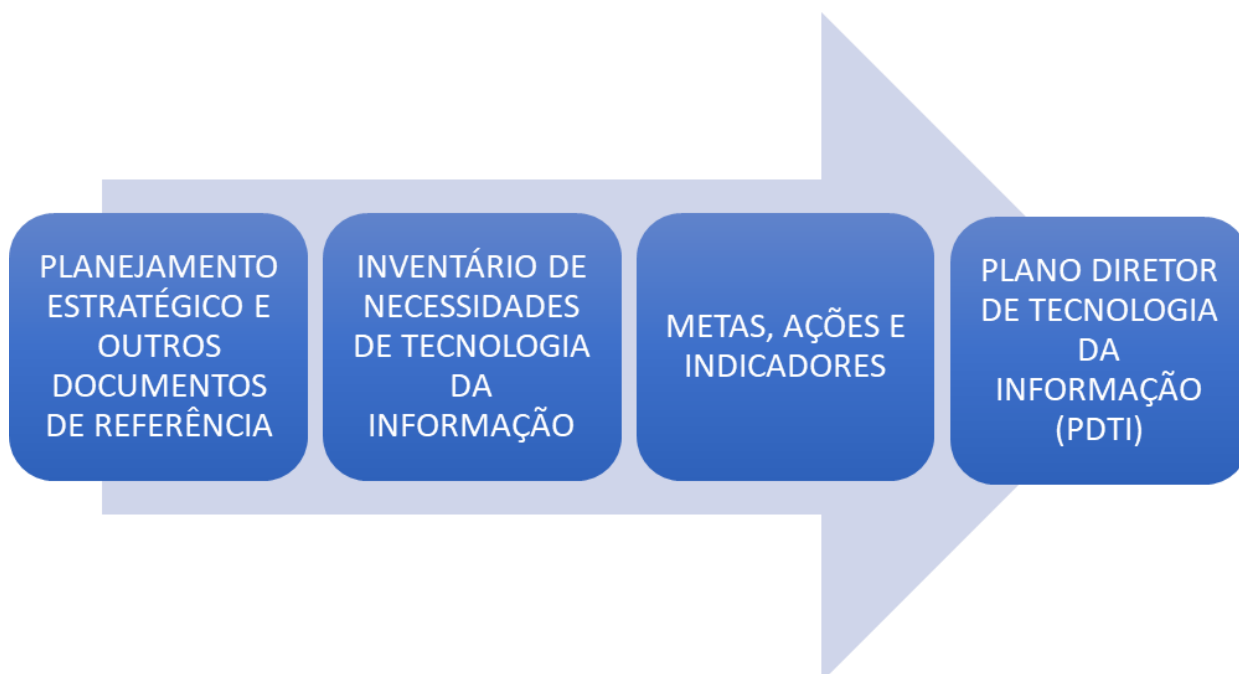 PLANEJAMENTO
ESTRATÉGICO E
OUTROS
DOCUMENTOS
DE REFERÊNCIA
INVENTÁRIO DE
NECESSIDADES
DE TECNOLOGIA
DA
INFORMAÇÃO
METAS, AÇÕES E
INDICADORES
PLANO DIRETOR
DE TECNOLOGIA
DA
INFORMAÇÃO
(PDTI)